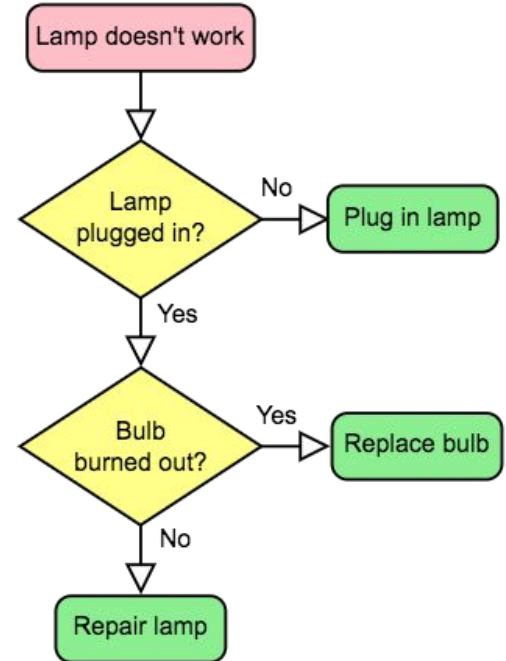 Lamp doesn't work
Lamp
plugged in?
No
Plug in lamp
Yes
Bulb
burned out?
Yes
Replace bulb
No
Repair lamp